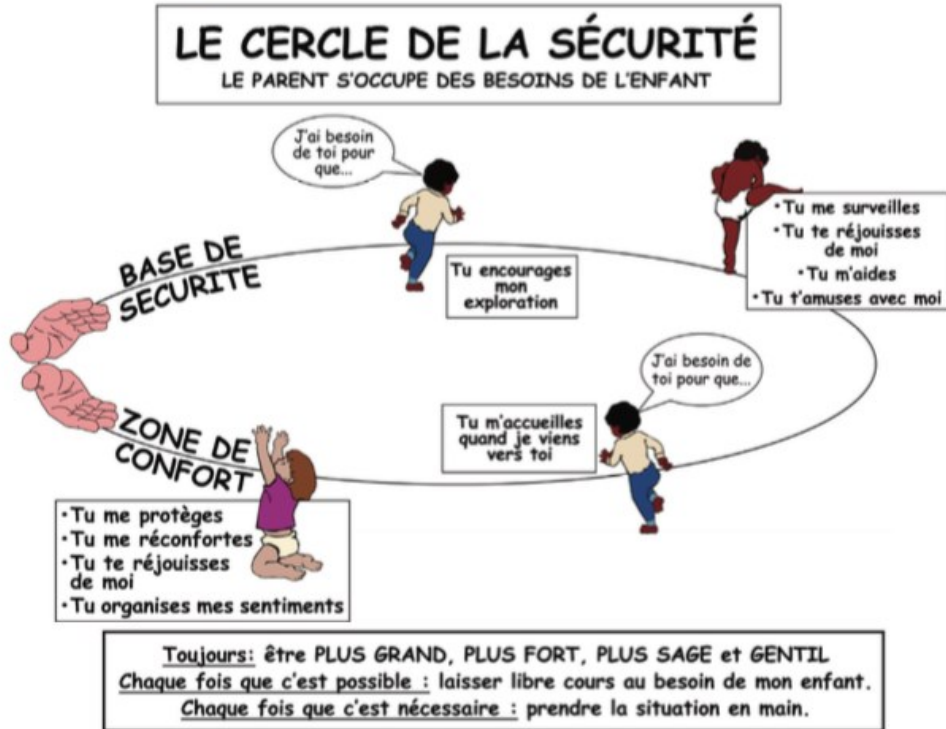 LE CERCLE DE LA SÉCURITÉ
LE PARENT S'OCCUPE DES BESOINS DE L'ENFANT
J'ai besoin
de toi pour
que...
BASE DE
SÉCURITE
Tu encourages
mon
exploration
• Tu me surveilles
• Tu te réjouisses
de moi
• Tu m'aides
• Tu t'amuses avec moi
J'ai besoin de
toi pour que...
Tu m'accueilles
quand je viens
vers toi
ZONE DE
CONFORT
• Tu me protèges
• Tu me réconfortes
• Tu te réjouisses
de moi
• Tu organises mes sentiments
Toujours: être PLUS GRAND, PLUS FORT, PLUS SAGE et GENTIL
Chaque fois que c'est possible : laisser libre cours au besoin de mon enfant.
Chaque fois que c'est nécessaire : prendre la situation en main.